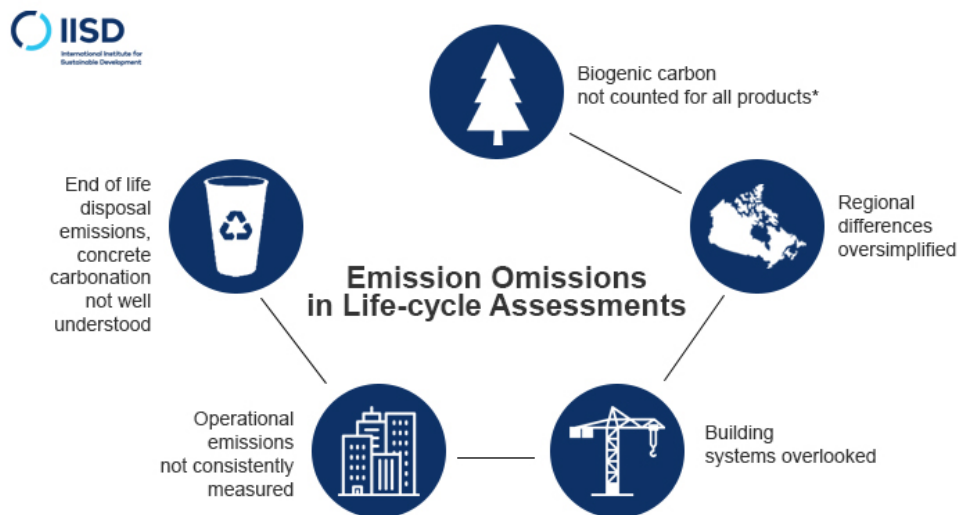 IISD
International Institute for
Sustainable Development
Biogenic carbon
not counted for all products*
Regional
differences
oversimplified
Building
systems overlooked
Operational
emissions
not consistently
measured
End of life
disposal
emissions,
concrete
carbonation
not well
understood
Emission Omissions
in Life-cycle Assessments